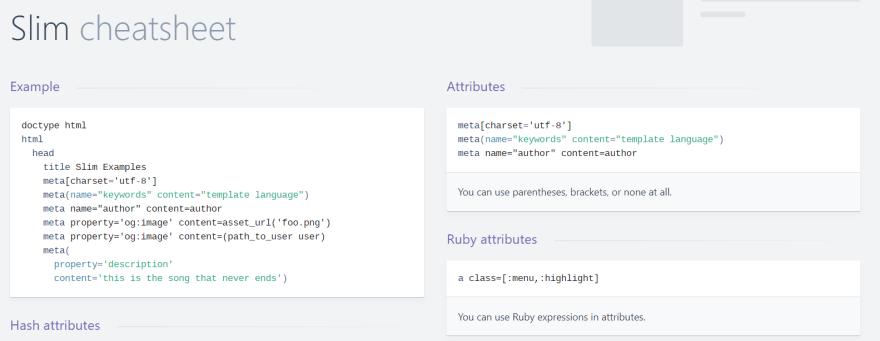 Slim cheatsheet
Example
doctype html
html
  head
    title Slim Examples
    meta[charset='utf-8']
    meta(name="keywords" content="template language")
    meta name="author" content=author
    meta property='og:image' content=asset_url('foo.png')
    meta property='og:image' content=(path_to_user user)
    meta(
      property='description'
      content='this is the song that never ends')
Hash attributes
Attributes
meta[charset='utf-8']
meta(name="keywords" content="template language")
meta name="author" content=author
You can use parentheses, brackets, or none at all.
Ruby attributes
a class=[:menu,:highlight]
You can use Ruby expressions in attributes.